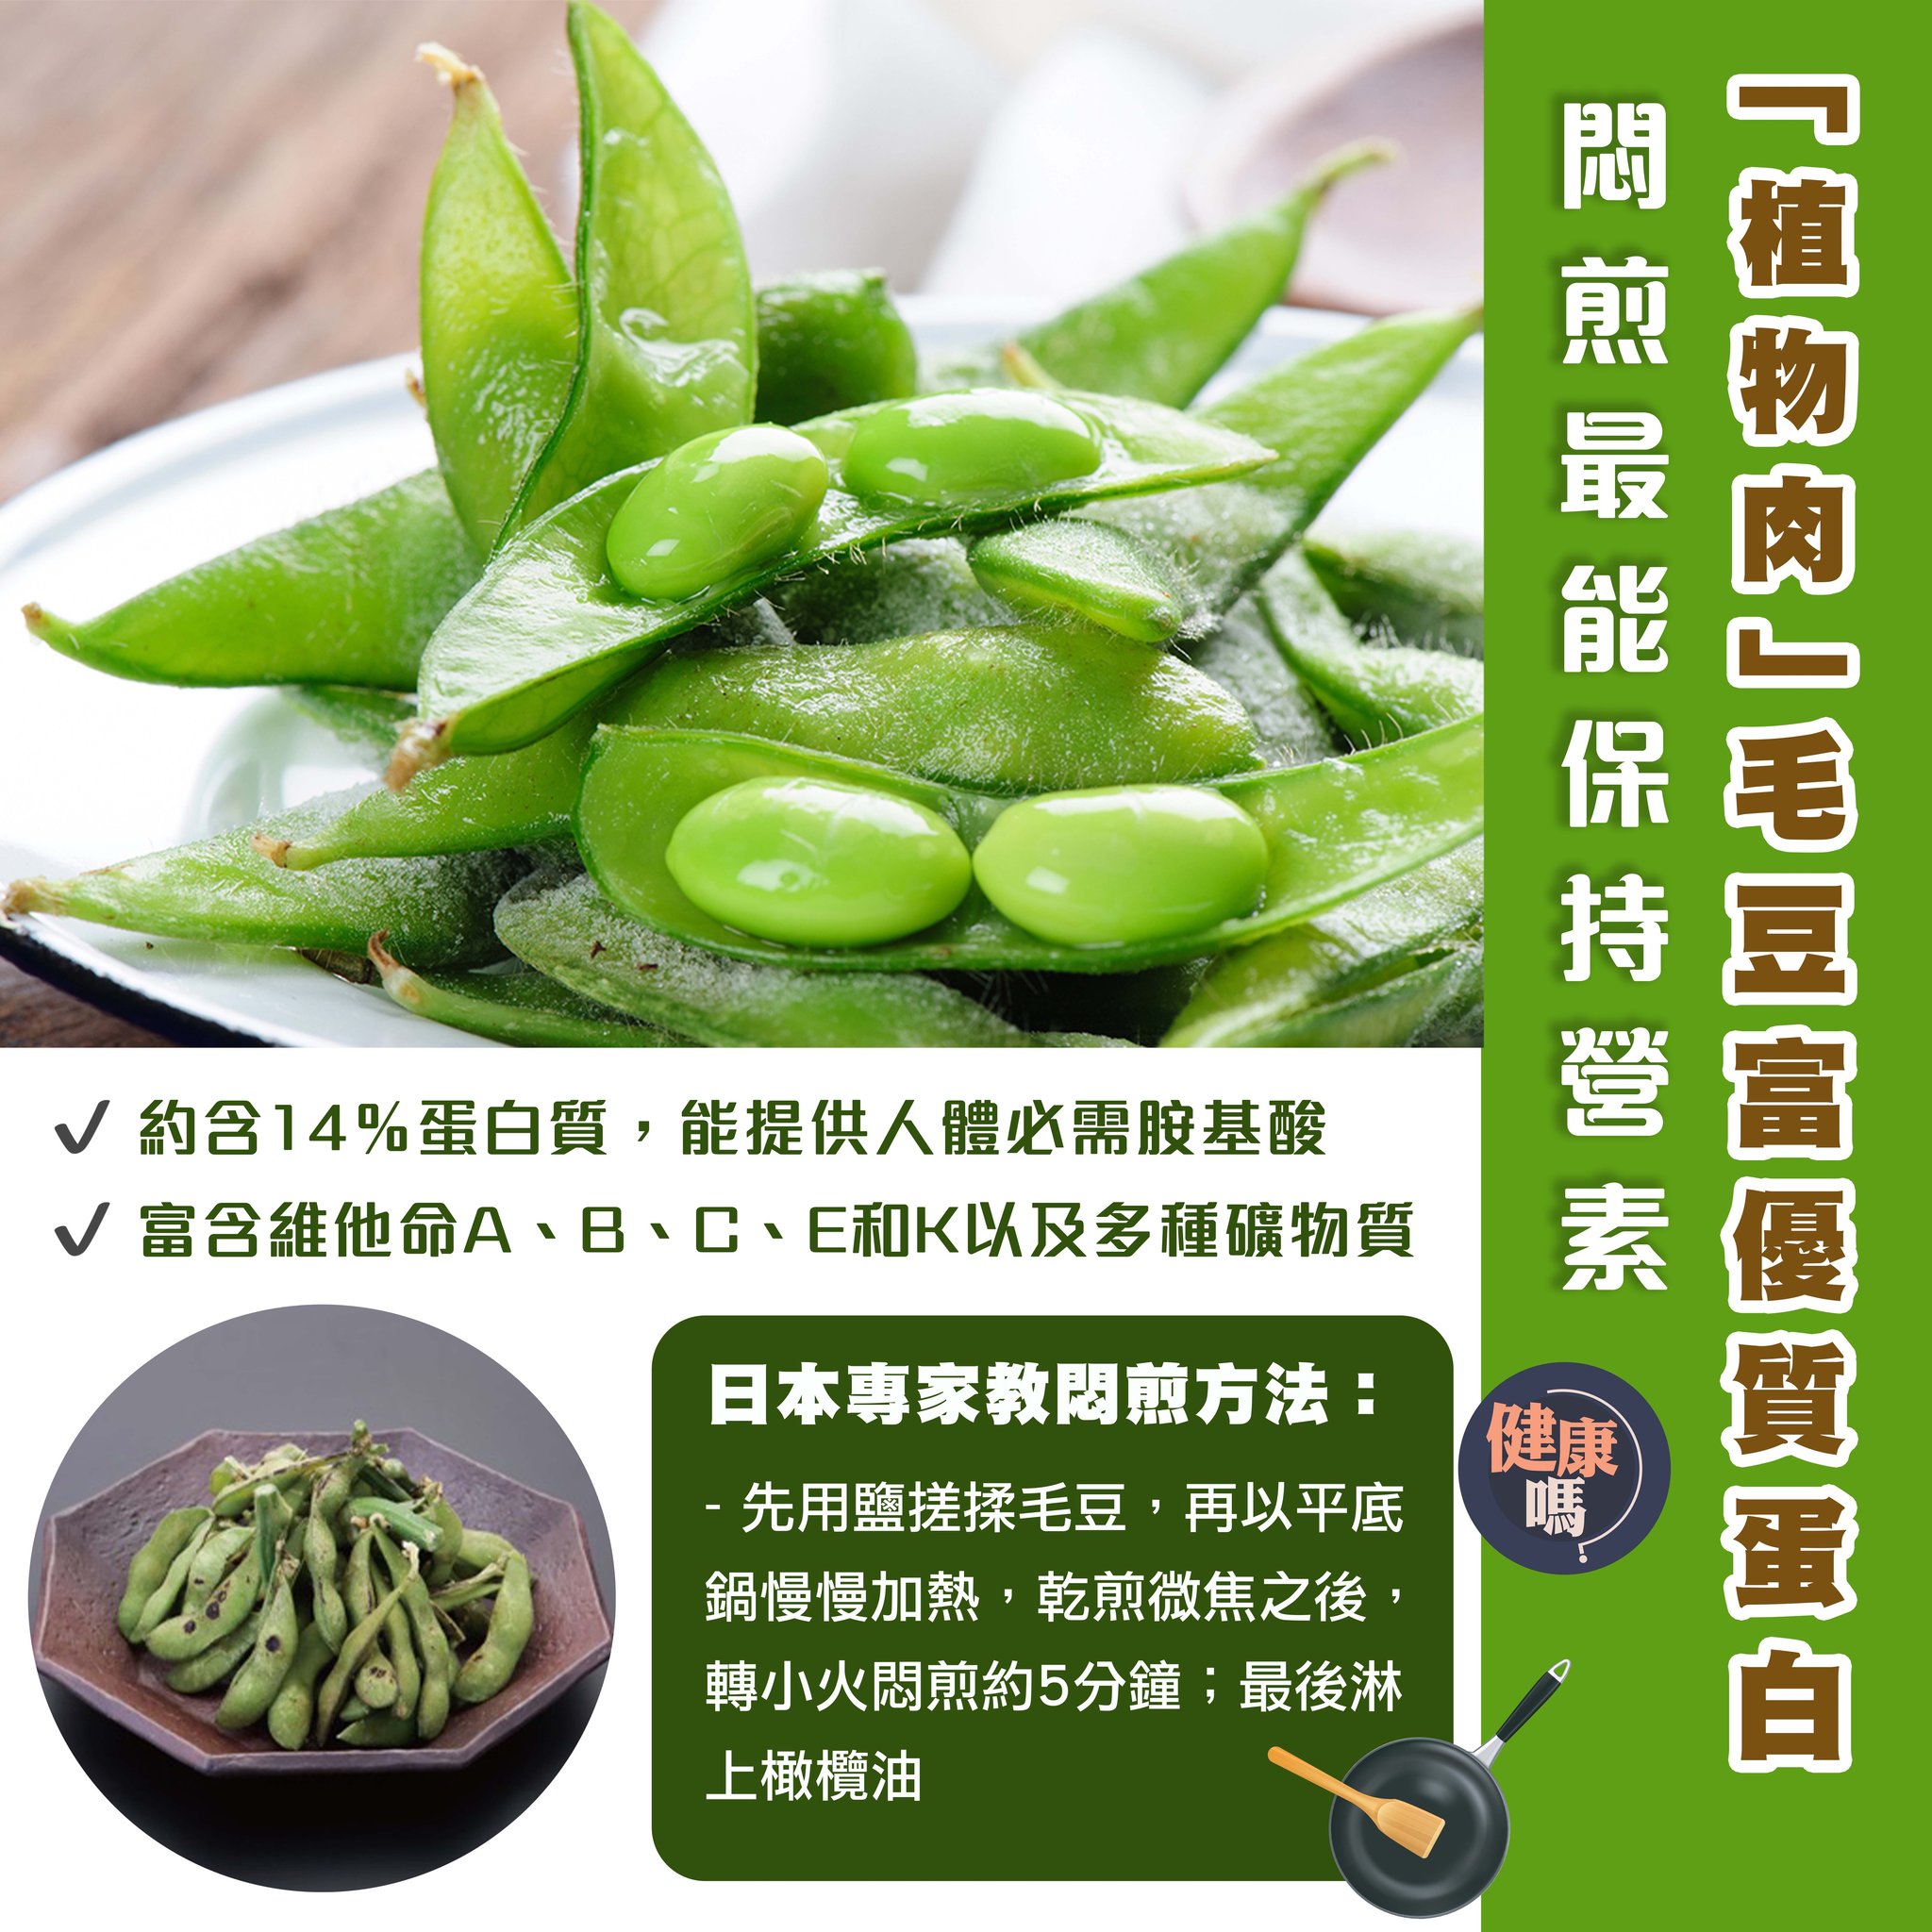 『植物肉』毛豆富優質蛋白
悶煎最能保持營素
約含14%蛋白質，能提供人體必需胺基酸
富含維他命A、B、C、E和K以及多種礦物質
日本專家教悶煎方法：
- 先用鹽搓揉毛豆，再以平底
鍋慢慢加熱，乾煎微焦之後，
轉小火悶煎約5分鐘；最後淋
上橄欖油
健康
嗎?